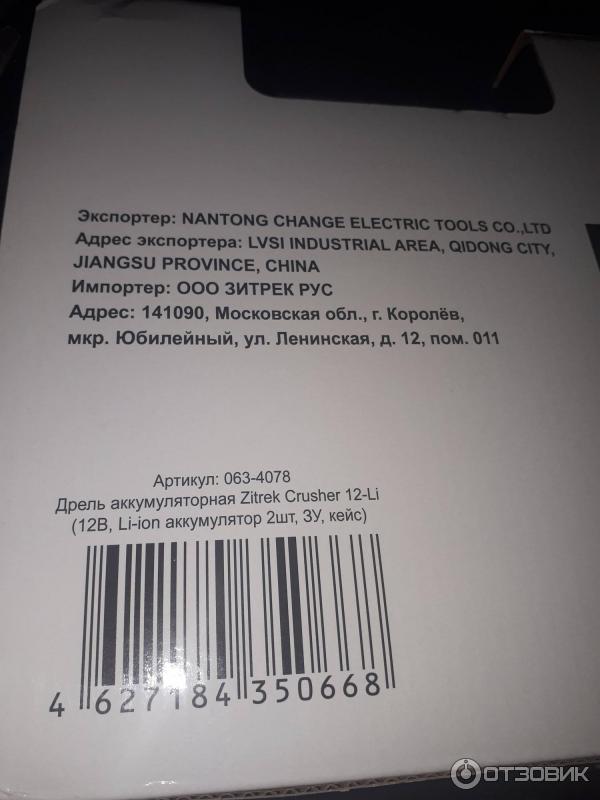 Экспортер: NANTONG CHANGE ELECTRIC TOOLS CO.,LTD
Адрес экспортера: LVSI INDUSTRIAL AREA, QIDONG CITY,
JIANGSU PROVINCE, CHINA
Импортер: ООО ЗИТРЕК РУС
Адрес: 141090, Московская обл., г. Королёв,
мкр. Юбилейный, ул. Ленинская, д. 12, пом. 011
Артикул: 063-4078
Дрель аккумуляторная Zitrek Crusher 12-Li
(12В, Li-ion аккумулятор 2шт, ЗУ, кейс)
4 627184 350668
ОТЗОВИК